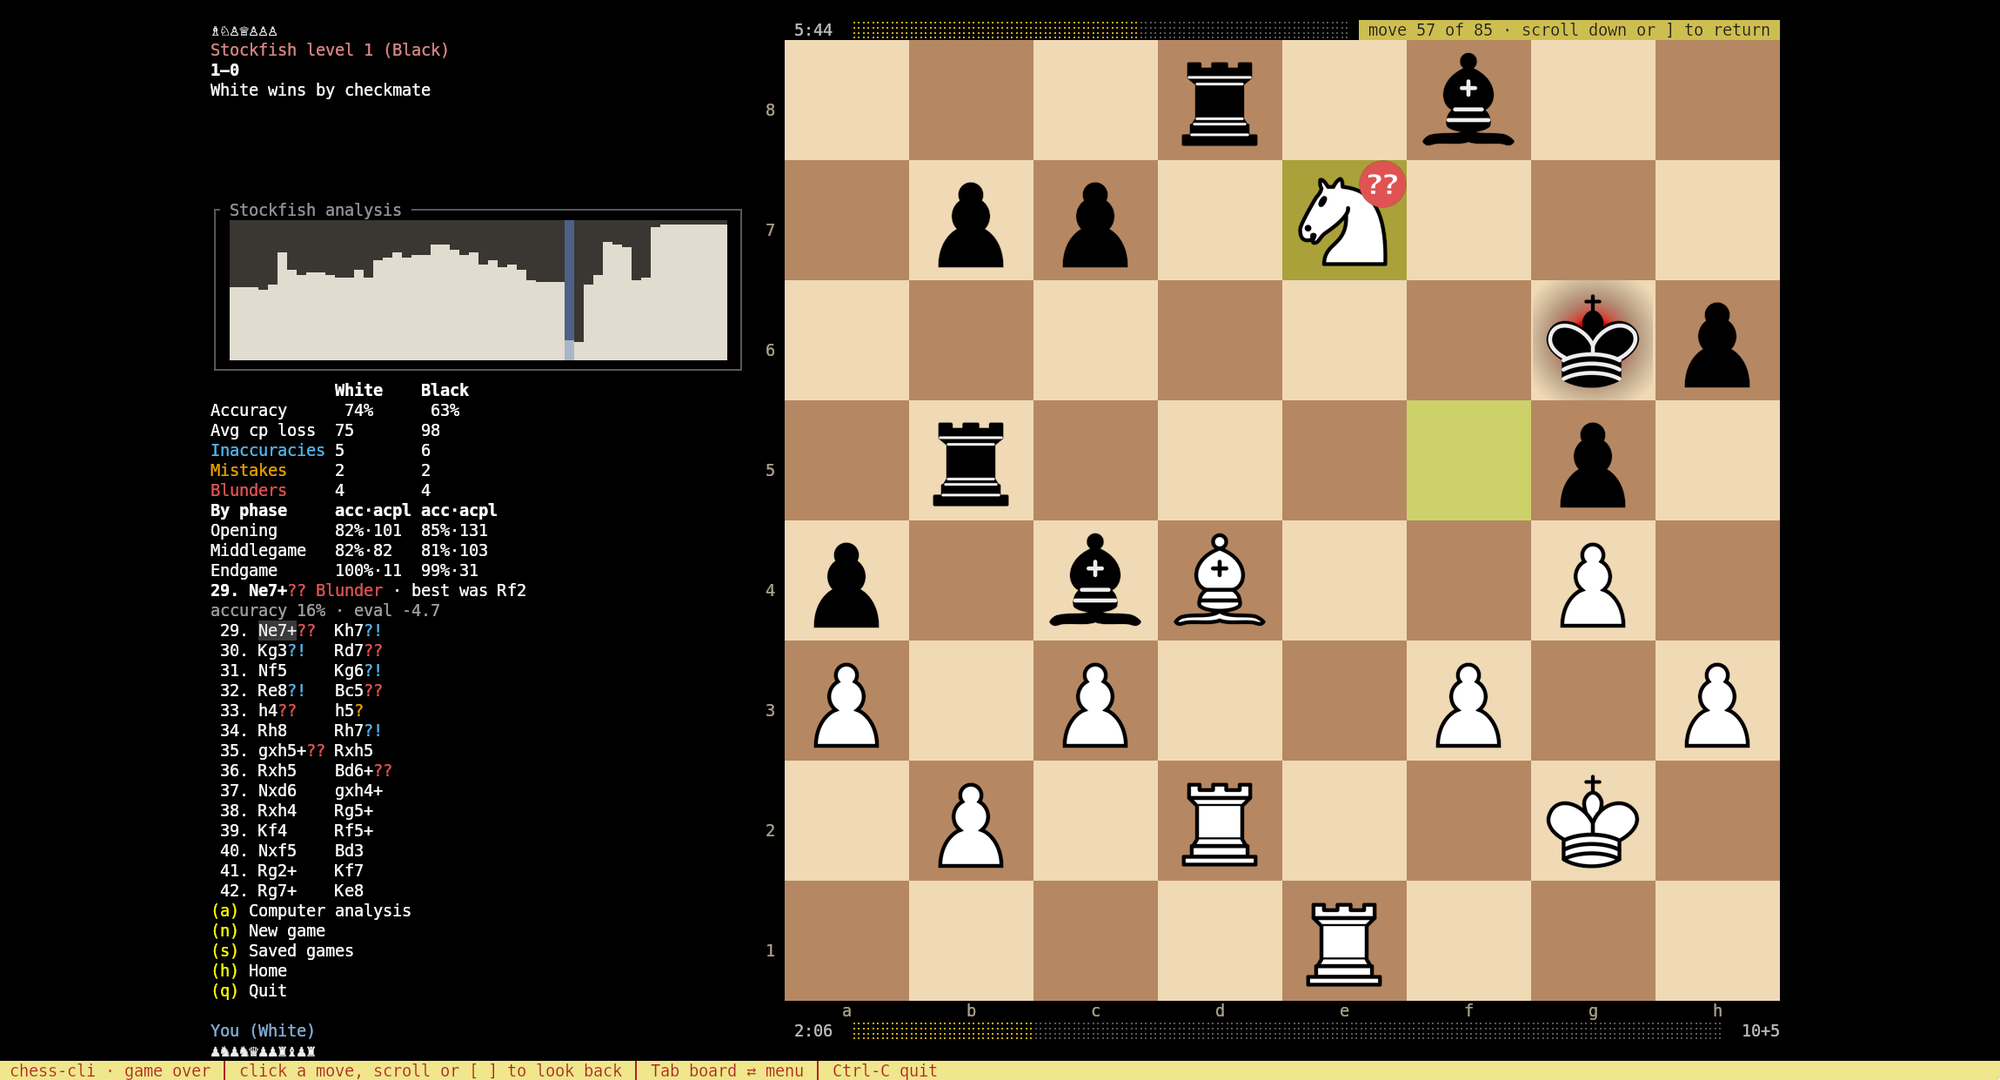 ♗♘♙♕♙♙♙
Stockfish level 1 (Black)
1–0
White wins by checkmate
Stockfish analysis
White Black
Accuracy 74% 63%
Avg cp loss 75 98
Inaccuracies 5 6
Mistakes 2 2
Blunders 4 4
By phase acc·acpl acc·acpl
Opening 82%·101 85%·131
Middlegame 82%·82 81%·103
Endgame 100%·11 99%·31
29. Ne7+?? Blunder · best was Rf2
accuracy 16% · eval -4.7
29. Ne7+?? Kh7?!
30. Kg3?! Rd7??
31. Nf5 Kg6?!
32. Re8?! Bc5??
33. h4?? h5?
34. Rh8 Rh7?!
35. gxh5+?? Rxh5
36. Rxh5 Bd6+??
37. Nxd6 gxh4+
38. Rxh4 Rg5+
39. Kf4 Rf5+
40. Nxf5 Bd3
41. Rg2+ Kf7
42. Rg7+ Ke8
(a) Computer analysis
(n) New game
(s) Saved games
(h) Home
(q) Quit
You (White)
♟♞♟♞♛♟♟♜♝♟♜
5:44
move 57 of 85 · scroll down or ] to return
8
7
??
6
5
4
3
2
1
a b c d e f g h
2:06
10+5
chess-cli · game over │ click a move, scroll or [ ] to look back │ Tab board ⇄ menu │ Ctrl-C quit